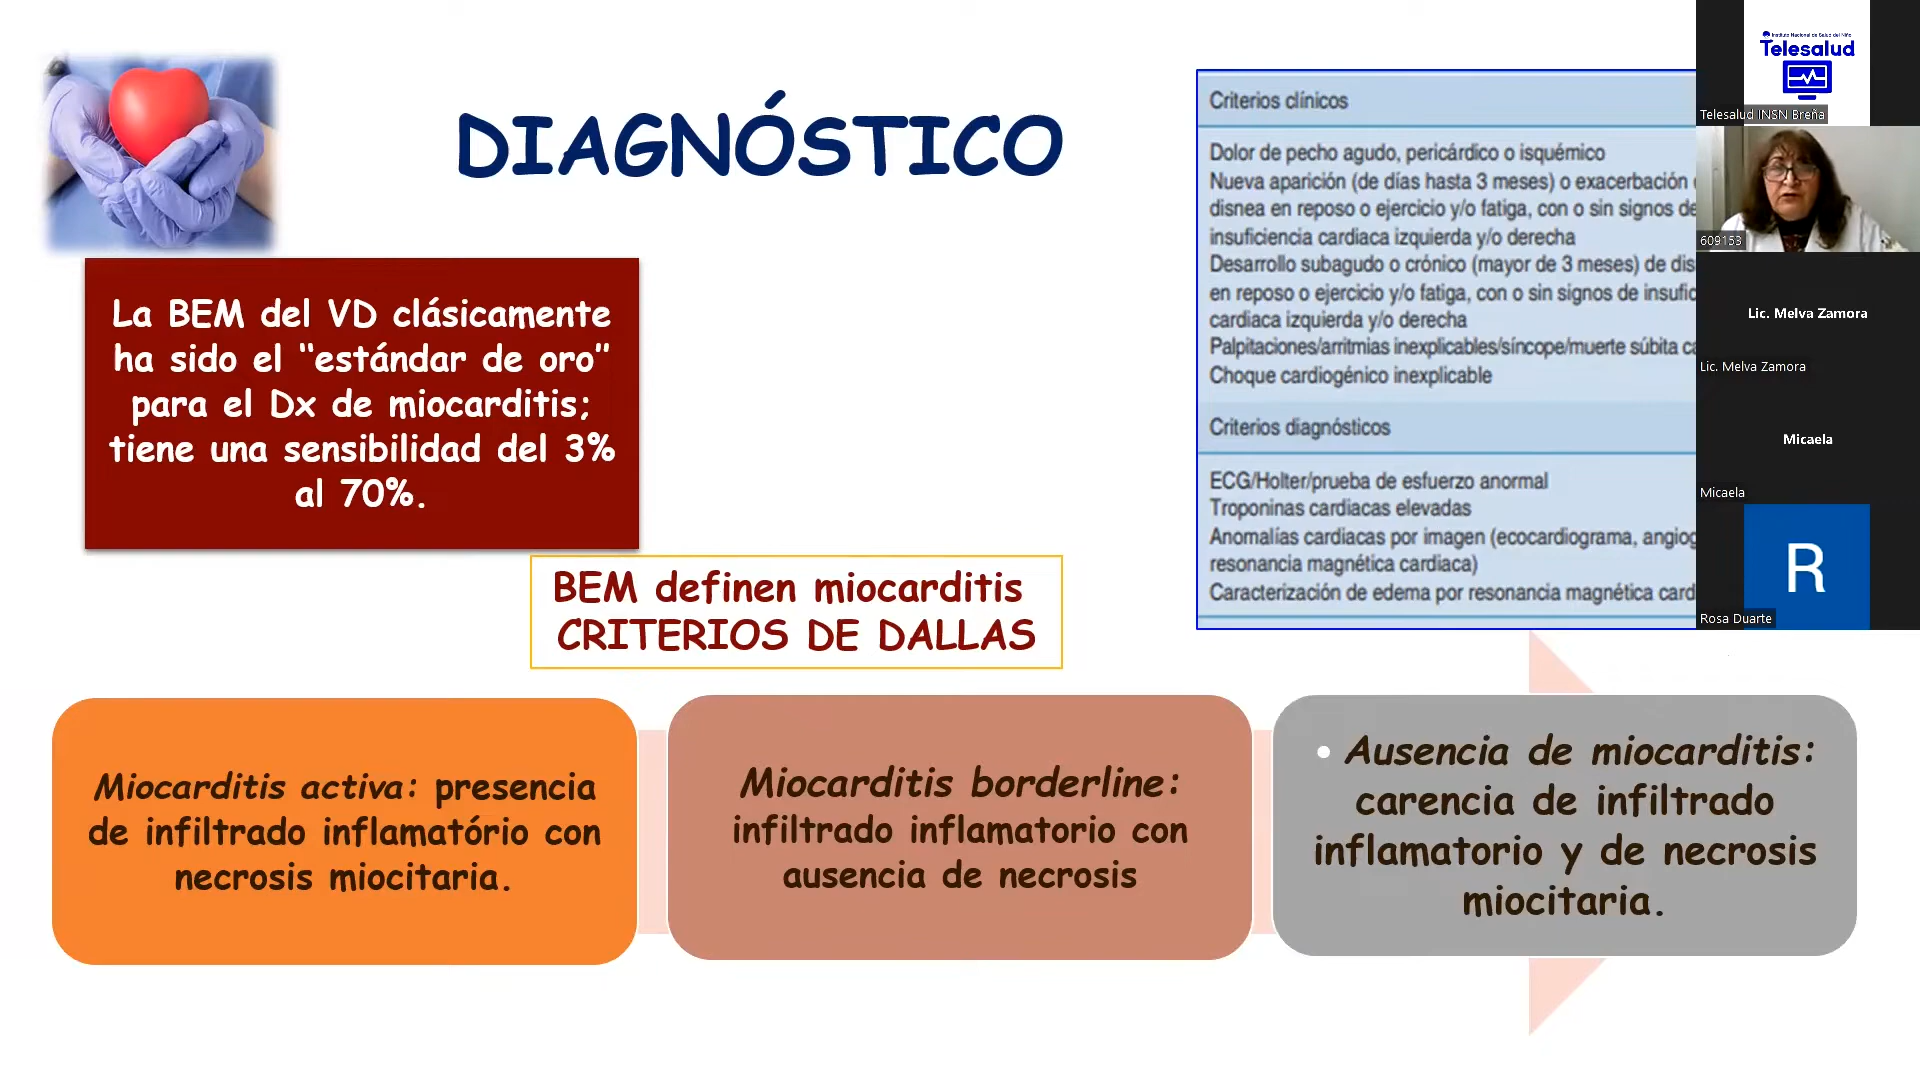 DIAGNÓSTICO
La BEM del VD clásicamente
ha sido el “estándar de oro”
para el Dx de miocarditis;
tiene una sensibilidad del 3%
al 70%.
BEM definen miocarditis
CRITERIOS DE DALLAS
Criterios clínicos
Dolor de pecho agudo, pericárdico o isquémico
Nueva aparición (de días hasta 3 meses) o exacerbación
disnea en reposo o ejercicio y/o fatiga, con o sin signos de
insuficiencia cardiaca izquierda y/o derecha
Desarrollo subagudo o crónico (mayor de 3 meses) de dis
en reposo o ejercicio y/o fatiga, con o sin signos de insufic
cardiaca izquierda y/o derecha
Palpitaciones/arritmias inexplicables/síncope/muerte súbita ca
Choque cardiogénico inexplicable
Criterios diagnósticos
ECG/Holter/prueba de esfuerzo anormal
Troponinas cardiacas elevadas
Anomalías cardiacas por imagen (ecocardiograma, angiog
resonancia magnética cardiaca)
Caracterización de edema por resonancia magnética card
Miocarditis activa: presencia
de infiltrado inflamatório con
necrosis miocitaria.
Miocarditis borderline:
infiltrado inflamatorio con
ausencia de necrosis
• Ausencia de miocarditis:
carencia de infiltrado
inflamatorio y de necrosis
miocitaria.
Instituto Nacional de Salud del Niño
Telesalud
Telesalud INSN Breña
609153
Lic. Melva Zamora
Lic. Melva Zamora
Micaela
Micaela
R
Rosa Duarte